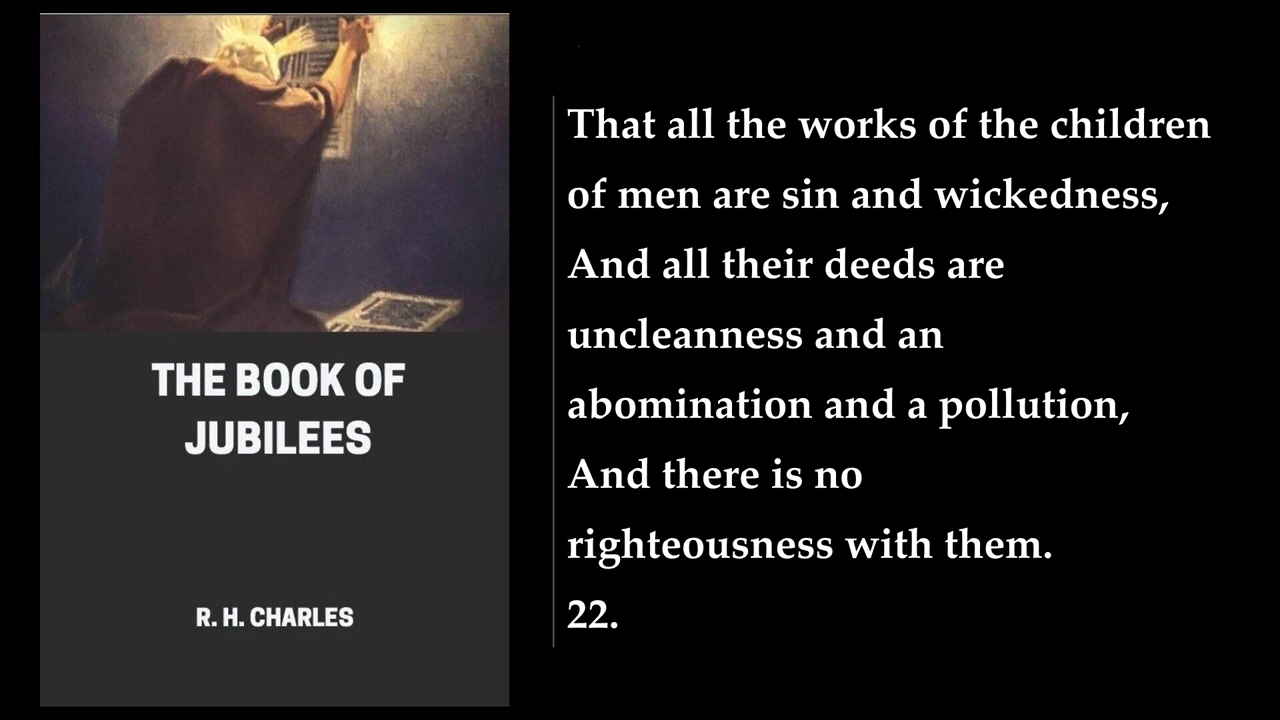 THE BOOK OF
JUBILEES
R. H. CHARLES
That all the works of the children
of men are sin and wickedness,
And all their deeds are
uncleanness and an
abomination and a pollution,
And there is no
righteousness with them.
22.